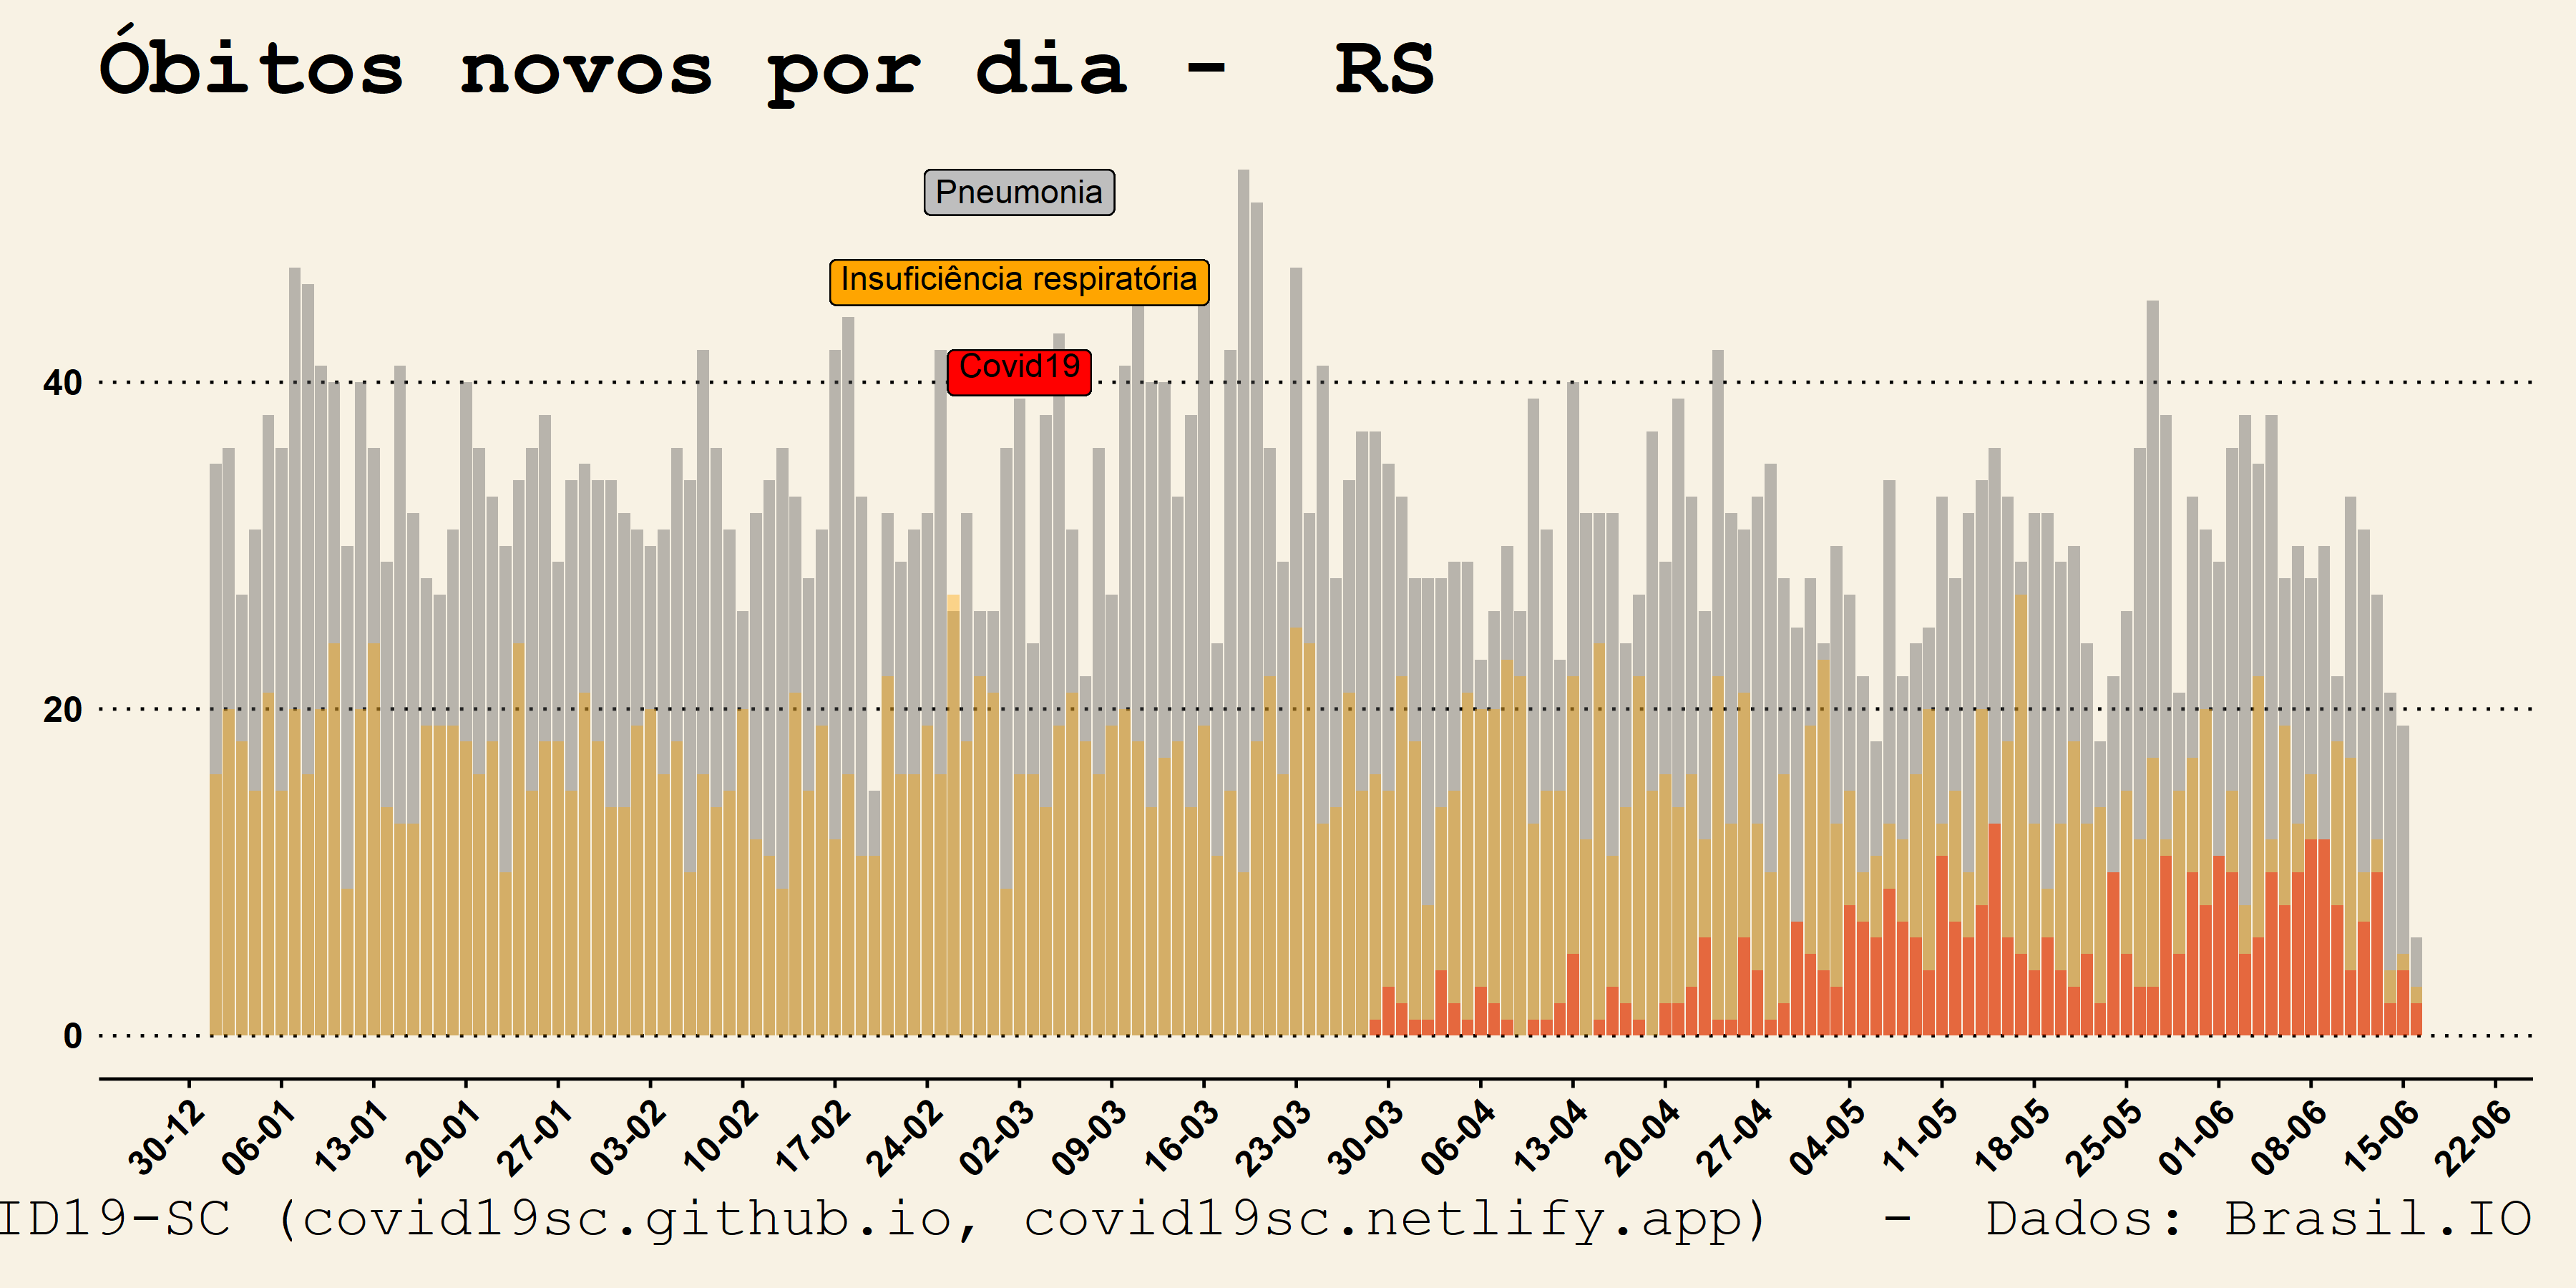 Óbitos novos por dia - RS
Pneumonia
Insuficiência respiratória
Covid19
40
20
0
30-12 06-01 13-01 20-01 27-01 03-02 10-02 17-02 24-02 02-03 09-03 16-03 23-03 30-03 06-04 13-04 20-04 27-04 04-05 11-05 18-05 25-05 01-06 08-06 15-06 22-06
ID19-SC (covid19sc.github.io, covid19sc.netlify.app) - Dados: Brasil.IO